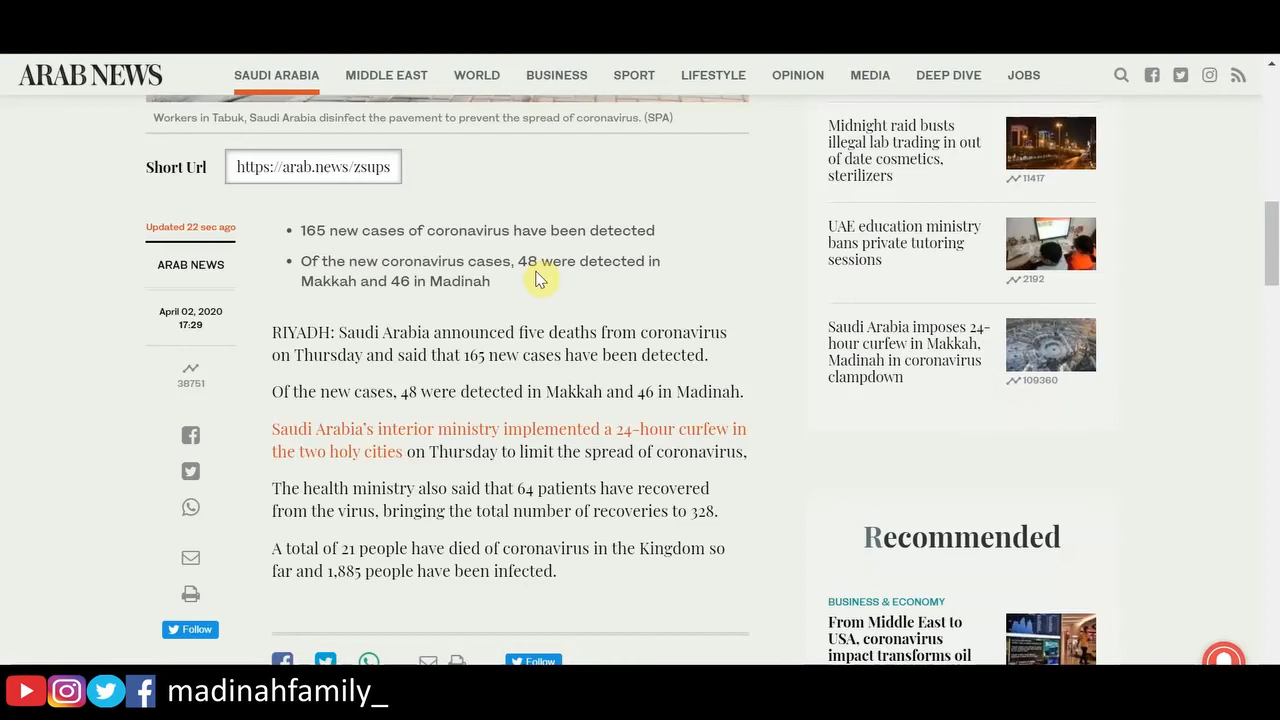 ARAB NEWS
SAUDI ARABIA MIDDLE EAST WORLD BUSINESS SPORT LIFESTYLE OPINION MEDIA DEEP DIVE JOBS
Workers in Tabuk, Saudi Arabia disinfect the pavement to prevent the spread of coronavirus. (SPA)
Short Url https://arab.news/zsups
Updated 22 sec ago
ARAB NEWS
April 02, 2020
17:29
38751
Follow
• 165 new cases of coronavirus have been detected
• Of the new coronavirus cases, 48 were detected in
Makkah and 46 in Madinah
RIYADH: Saudi Arabia announced five deaths from coronavirus
on Thursday and said that 165 new cases have been detected.
Of the new cases, 48 were detected in Makkah and 46 in Madinah.
Saudi Arabia's interior ministry implemented a 24-hour curfew in
the two holy cities on Thursday to limit the spread of coronavirus,
The health ministry also said that 64 patients have recovered
from the virus, bringing the total number of recoveries to 328.
A total of 21 people have died of coronavirus in the Kingdom so
far and 1,885 people have been infected.
Follow
Midnight raid busts
illegal lab trading in out
of date cosmetics,
sterilizers
11417
UAE education ministry
bans private tutoring
sessions
2192
Saudi Arabia imposes 24-
hour curfew in Makkah,
Madinah in coronavirus
clampdown
109360
Recommended
BUSINESS & ECONOMY
From Middle East to
USA, coronavirus
impact transforms oil
madinahfamily_